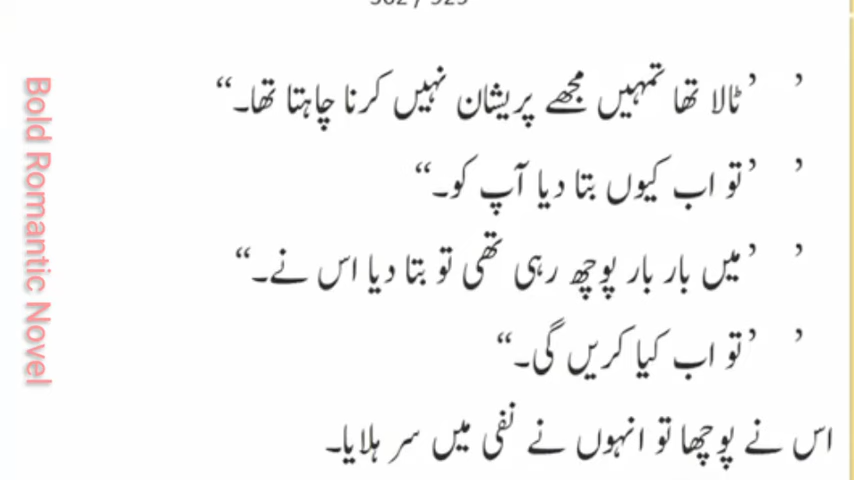 ’ ’ٹالا تھا تمہیں مجھے پریشان نہیں کرنا چاہتا تھا۔“
’ ’تو اب کیوں بتا دیا آپ کو۔“
’ ’میں بار بار پوچھ رہی تھی تو بتا دیا اس نے۔“
’ ’تو اب کیا کریں گی۔“
اس نے پوچھا تو انہوں نے نفی میں سر ہلایا۔
Bold Romantic Novel